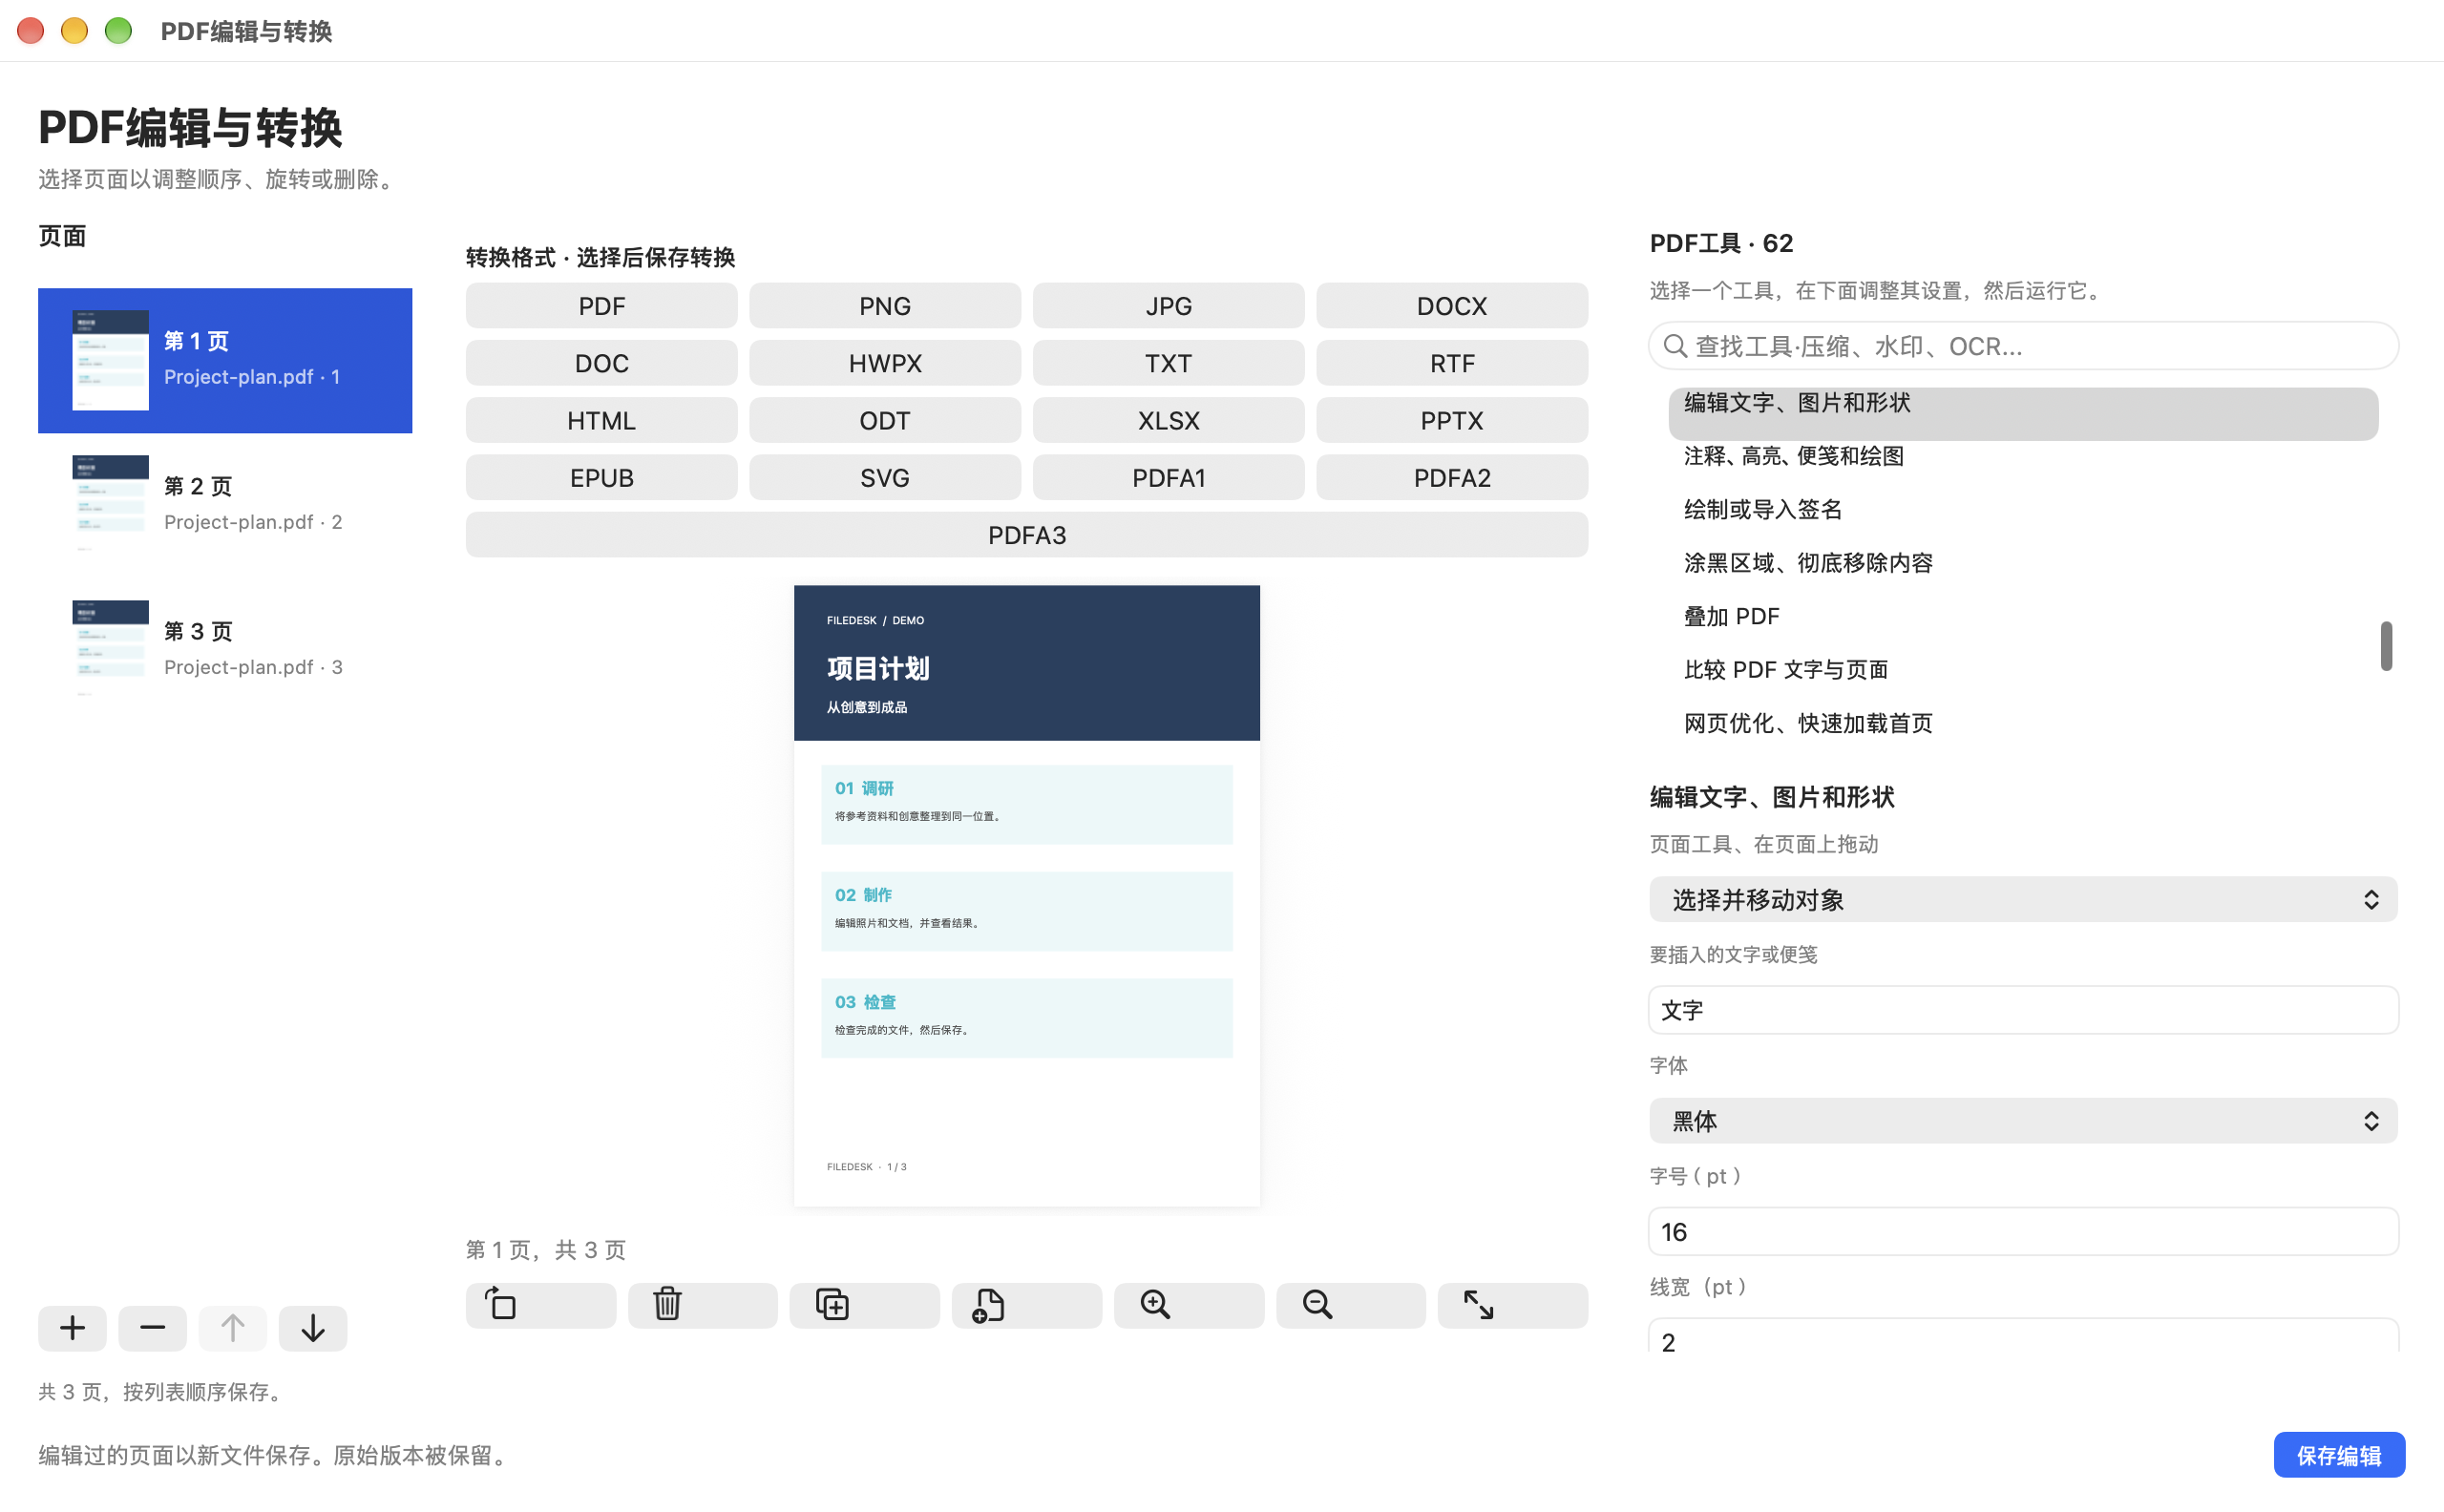 PDF编辑与转换
PDF编辑与转换
选择页面以调整顺序、旋转或删除。
页面
第 1 页
Project-plan.pdf · 1
第 2 页
Project-plan.pdf · 2
第 3 页
Project-plan.pdf · 3
共 3 页，按列表顺序保存。
编辑过的页面以新文件保存。原始版本被保留。
转换格式 · 选择后保存转换
PDF PNG JPG DOCX
DOC HWPX TXT RTF
HTML ODT XLSX PPTX
EPUB SVG PDFA1 PDFA2
PDFA3
FILEDESK / DEMO
项目计划
从创意到成品
01 调研
将参考资料和创意整理到同一位置。
02 制作
编辑照片和文档，并查看结果。
03 检查
检查完成的文件，然后保存。
FILEDESK · 1 / 3
第 1 页，共 3 页
PDF工具 · 62
选择一个工具，在下面调整其设置，然后运行它。
查找工具·压缩、水印、OCR...
编辑文字、图片和形状
注释、高亮、便笺和绘图
绘制或导入签名
涂黑区域、彻底移除内容
叠加 PDF
比较 PDF 文字与页面
网页优化、快速加载首页
编辑文字、图片和形状
页面工具、在页面上拖动
选择并移动对象
要插入的文字或便笺
文字
字体
黑体
字号（pt）
16
线宽（pt）
2
保存编辑